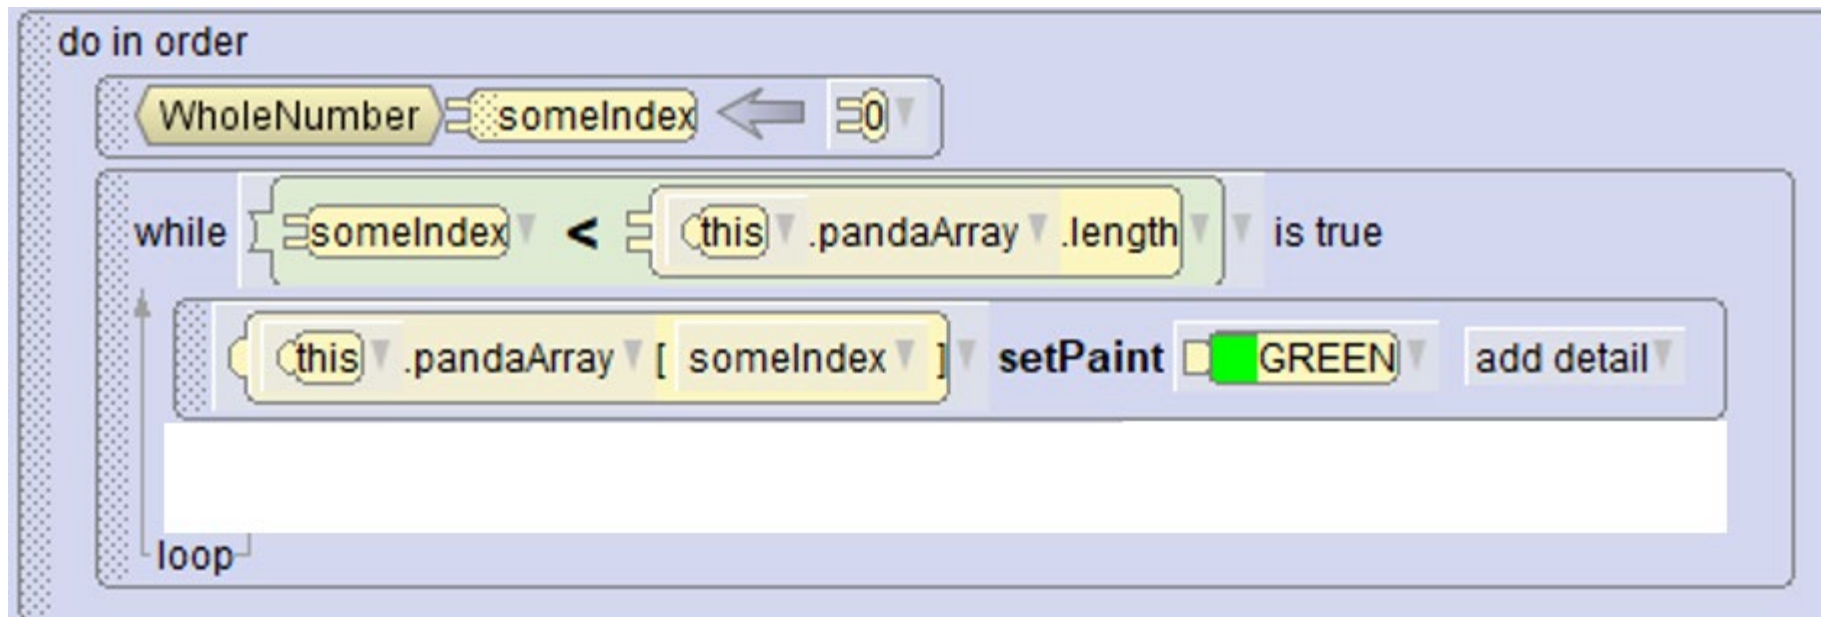 do in order
WholeNumber someIndex 0
while someIndex < this .pandaArray .length is true
this .pandaArray [ someIndex ] setPaint GREEN add detail
loop